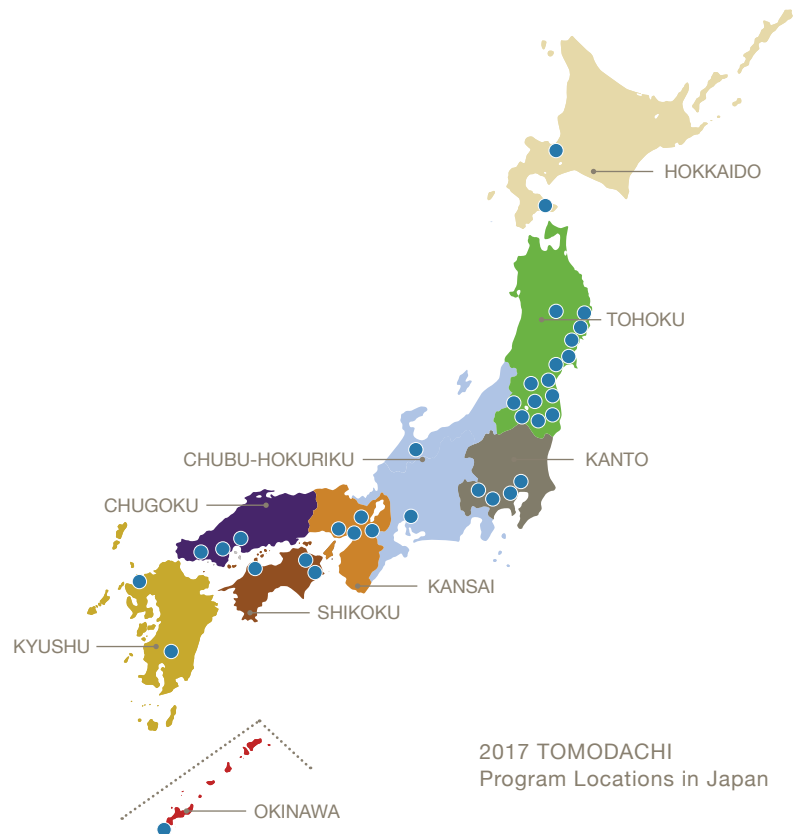 HOKKAIDO
TOHOKU
CHUBU-HOKURIKU
KANTO
CHUGOKU
KANSAI
SHIKOKU
KYUSHU
2017 TOMODACHI
Program Locations in Japan
OKINAWA